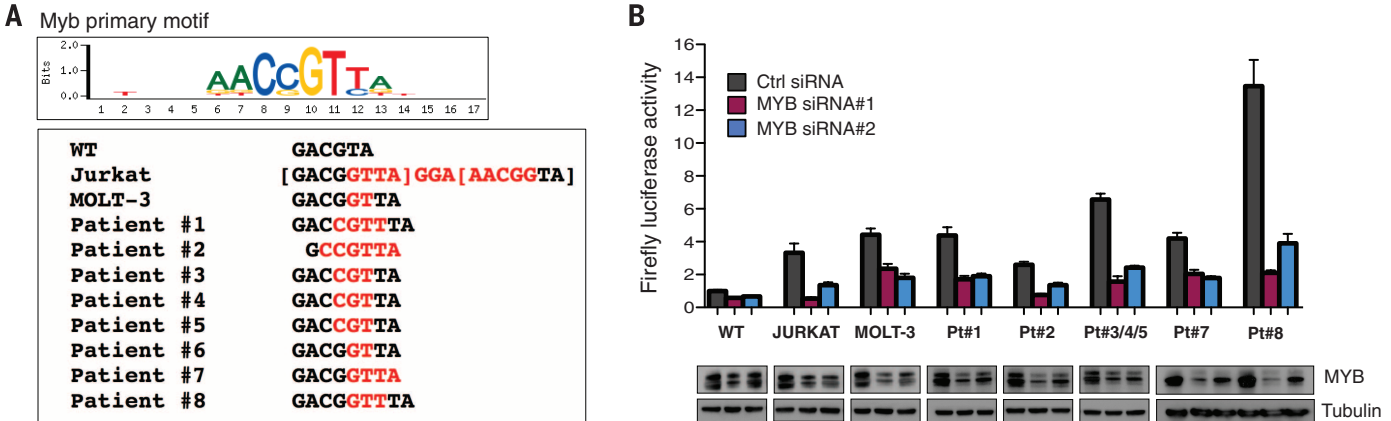 A
Myb primary motif
Bits
2.0
1.0
0.0
AACCGTTA
1 2 3 4 5 6 7 8 9 10 11 12 13 14 15 16 17
WT GACGTA
Jurkat [GACGGTTA]GGA[AACGGTA]
MOLT-3 GACGGTTA
Patient #1 GACCGTTTA
Patient #2 GCCGTTA
Patient #3 GACCGTTA
Patient #4 GACCGTTA
Patient #5 GACCGTTA
Patient #6 GACGGTTA
Patient #7 GACGGTTA
Patient #8 GACGGTTTA
B
Firefly luciferase activity
16
14
12
10
8
6
4
2
0
Ctrl siRNA
MYB siRNA#1
MYB siRNA#2
WT JURKAT MOLT-3 Pt#1 Pt#2 Pt#3/4/5 Pt#7 Pt#8
MYB
Tubulin